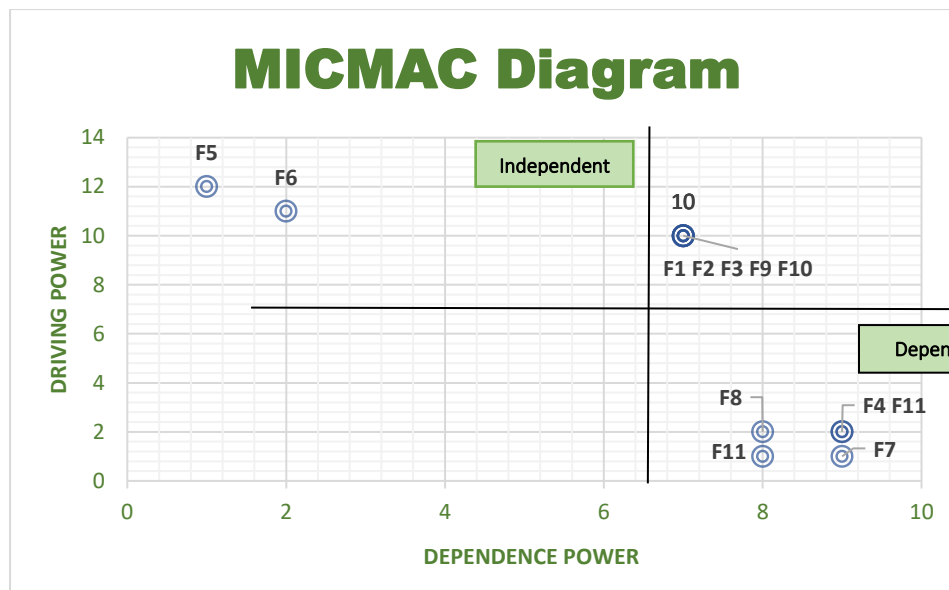 MICMAC Diagram
14
F5
Independent
F6
12
10
10
F1 F2 F3 F9 F10
8
DRIVING POWER
6
Depen
4
F8
F4 F11
2
F11
F7
0
0 2 4 6 8 10
DEPENDENCE POWER